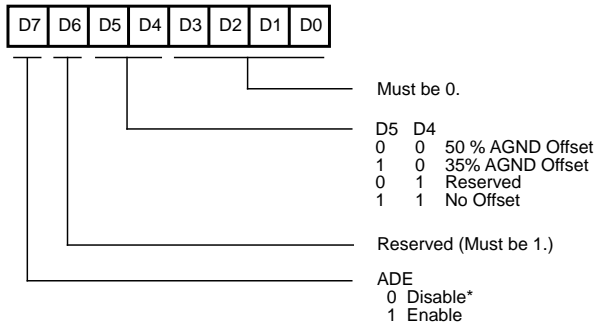 D7 D6 D5 D4 D3 D2 D1 D0
Must be 0.
D5 D4
0 0 50 % AGND Offset
1 0 35% AGND Offset
0 1 Reserved
1 1 No Offset
Reserved (Must be 1.)
ADE
0 Disable*
1 Enable